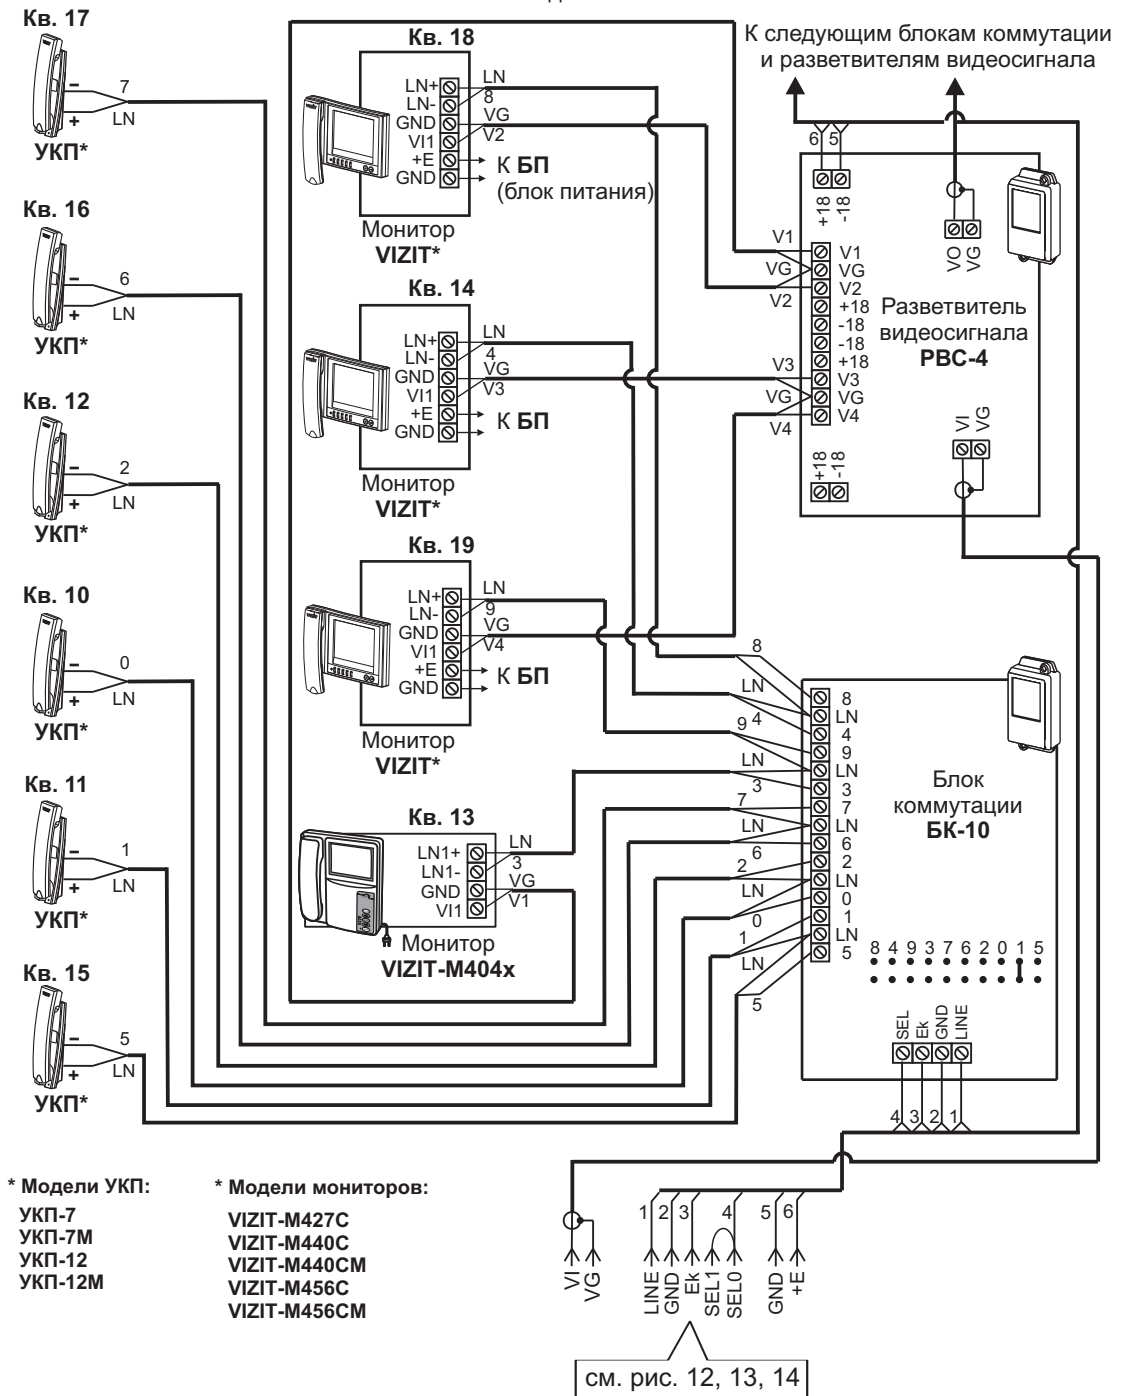 Кв. 17
–
+
7
LN
УКП*
Кв. 16
–
+
6
LN
УКП*
Кв. 12
–
+
2
LN
УКП*
Кв. 10
–
+
0
LN
УКП*
Кв. 11
–
+
1
LN
УКП*
Кв. 15
–
+
5
LN
УКП*
Кв. 18
LN+
LN-
GND
VI1
+E
GND
LN
8
VG
V2
К БП
(блок питания)
Монитор
VIZIT*
Кв. 14
LN+
LN-
GND
VI1
+E
GND
LN
4
VG
V3
К БП
Монитор
VIZIT*
Кв. 19
LN+
LN-
GND
VI1
+E
GND
LN
9
VG
V4
К БП
Монитор
VIZIT*
Кв. 13
LN1+
LN1-
GND
VI1
LN
3
VG
V1
Монитор
VIZIT-M404x
К следующим блокам коммутации
и разветвителям видеосигнала
6
5
+18
-18
VO
VG
V1
VG
V2
V3
VG
V4
V1
VG
V2
+18
-18
-18
+18
V3
VG
V4
Разветвитель
видеосигнала
РВС-4
VI
VG
+18
-18
8
LN
4
9
LN
3
7
LN
6
2
LN
0
1
LN
5
8
LN
4
9
LN
3
7
LN
6
2
LN
0
1
LN
5
Блок
коммутации
БК-10
8 4 9 3 7 6 2 0 1 5
SEL
Ek
GND
LINE
4
3
2
1
* Модели УКП:
УКП-7
УКП-7М
УКП-12
УКП-12М
* Модели мониторов:
VIZIT-M427C
VIZIT-M440C
VIZIT-M440CM
VIZIT-M456C
VIZIT-M456CM
1
2
3
4
5
6
VI
VG
LINE
GND
Ek
SEL1
SEL0
GND
+E
см. рис. 12, 13, 14